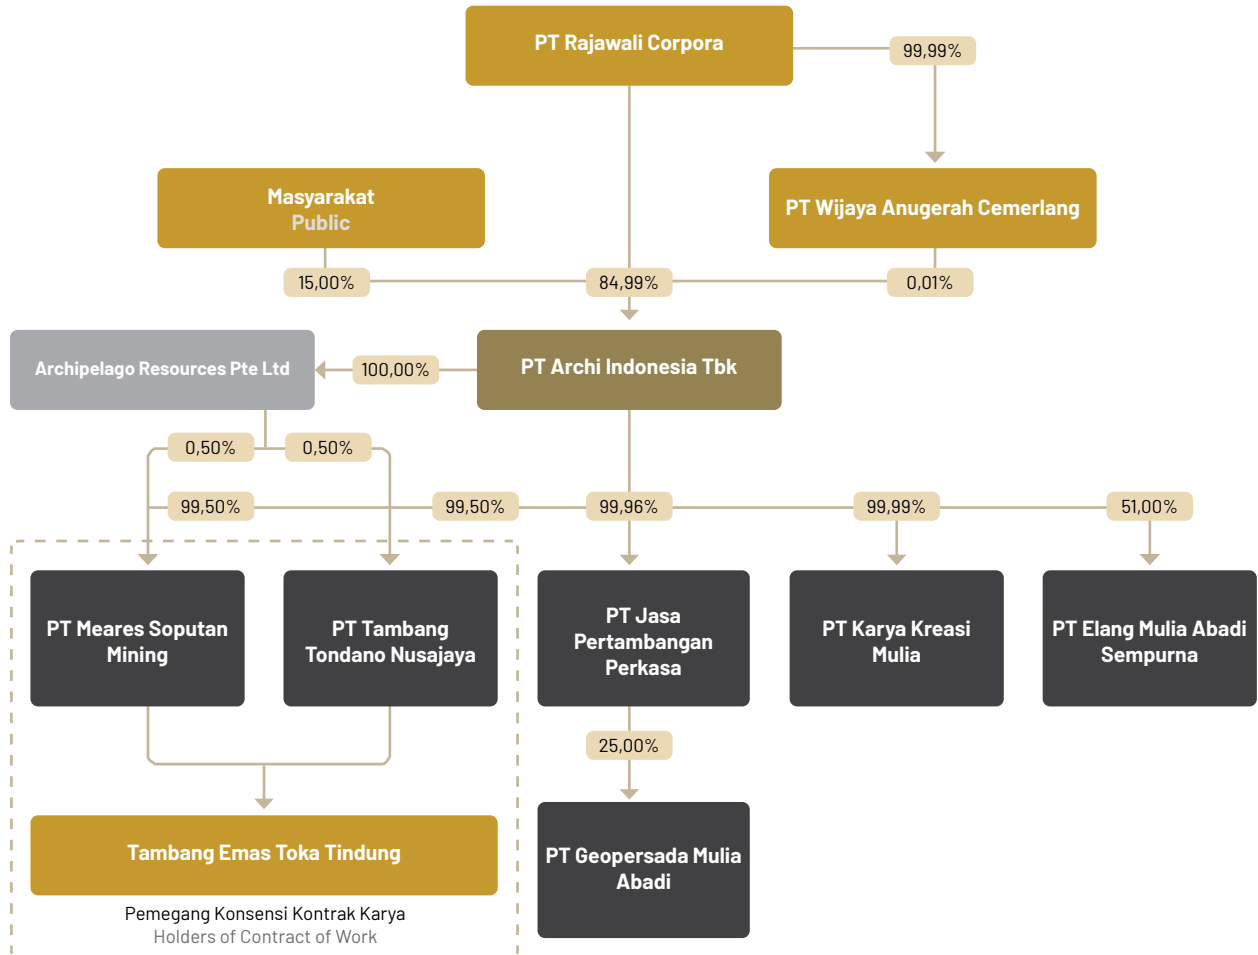 PT Rajawali Corpora
99,99%
Masyarakat
Public
PT Wijaya Anugerah Cemerlang
15,00%
84,99%
0,01%
Archipelago Resources Pte Ltd
100,00%
PT Archi Indonesia Tbk
0,50%
0,50%
99,50%
99,50%
99,96%
99,99%
51,00%
PT Meares Soputan
Mining
PT Tambang
Tondano Nusajaya
PT Jasa
Pertambangan
Perkasa
PT Karya Kreasi
Mulia
PT Elang Mulia Abadi
Sempurna
25,00%
Tambang Emas Toka Tindung
PT Geopersada Mulia
Abadi
Pemegang Konsensi Kontrak Karya
Holders of Contract of Work